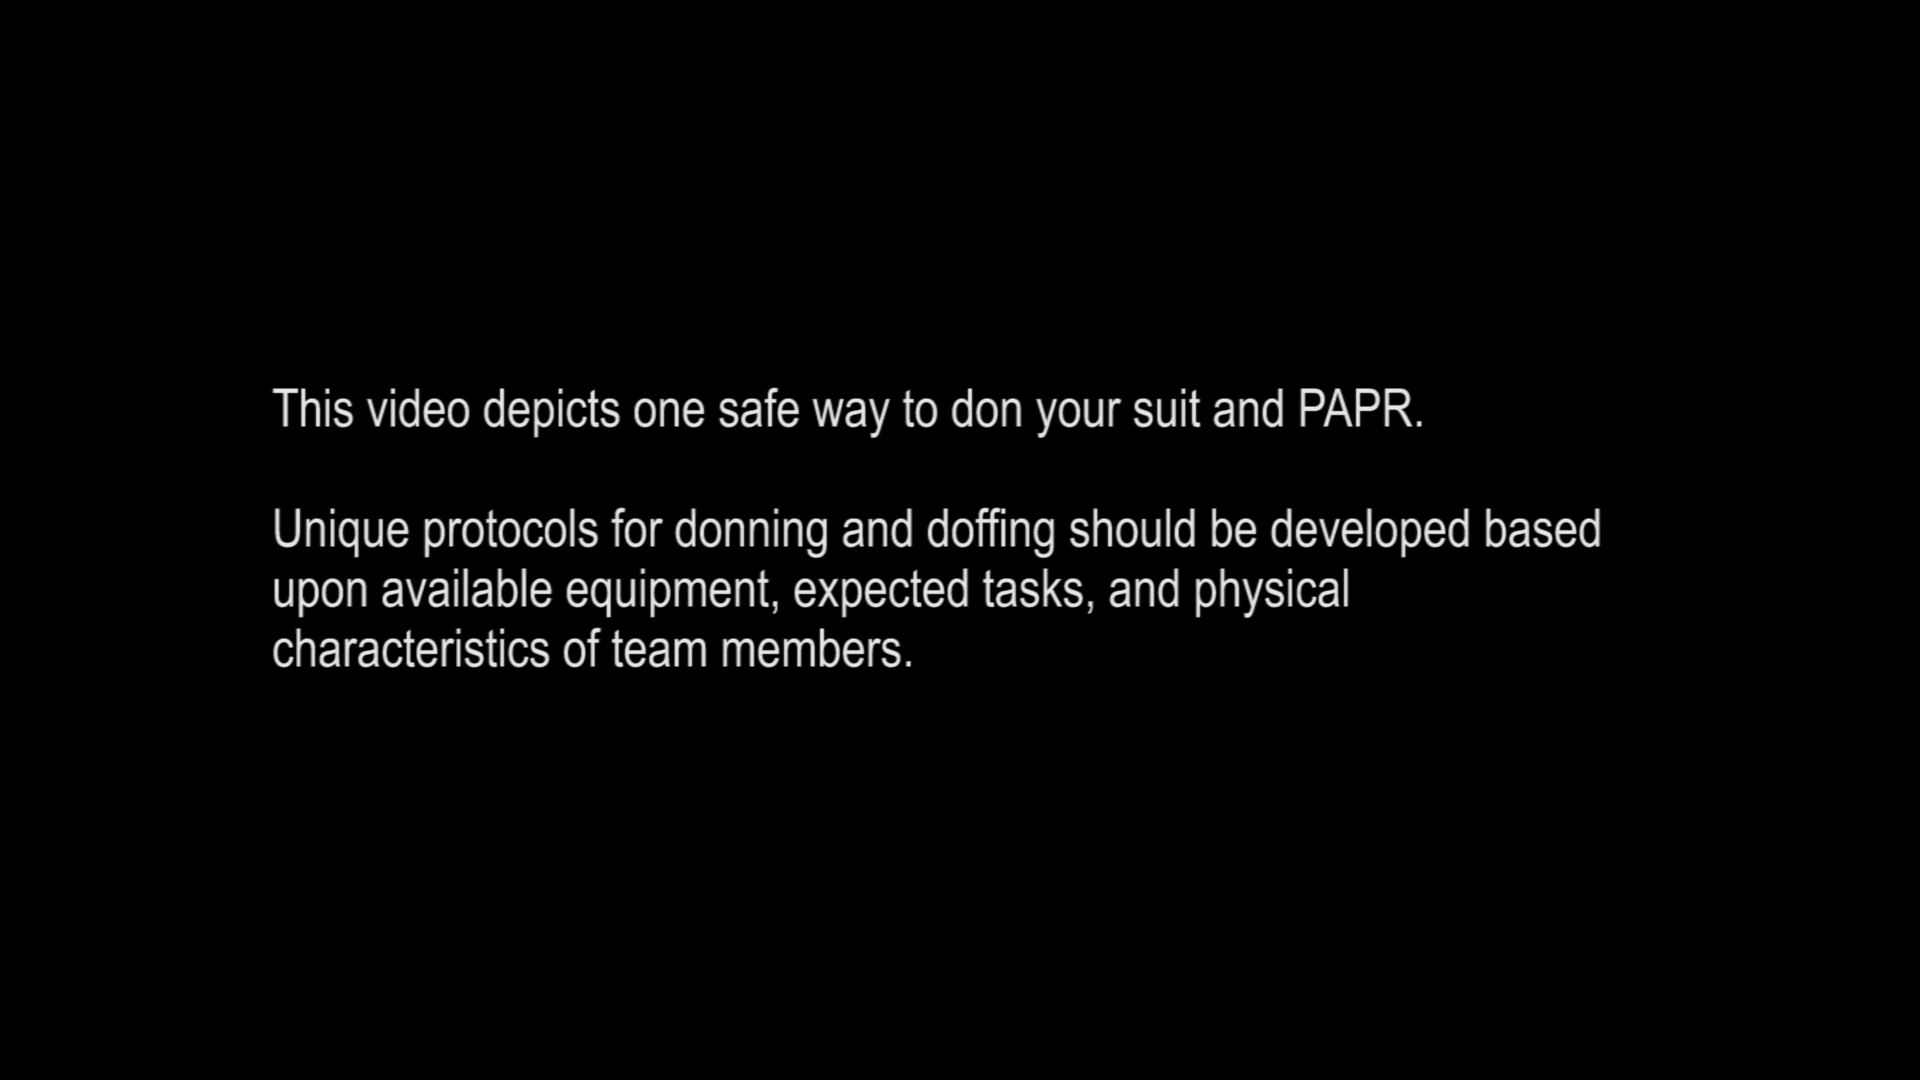 This video depicts one safe way to don your suit and PAPR.
Unique protocols for donning and doffing should be developed based
upon available equipment, expected tasks, and physical
characteristics of team members.